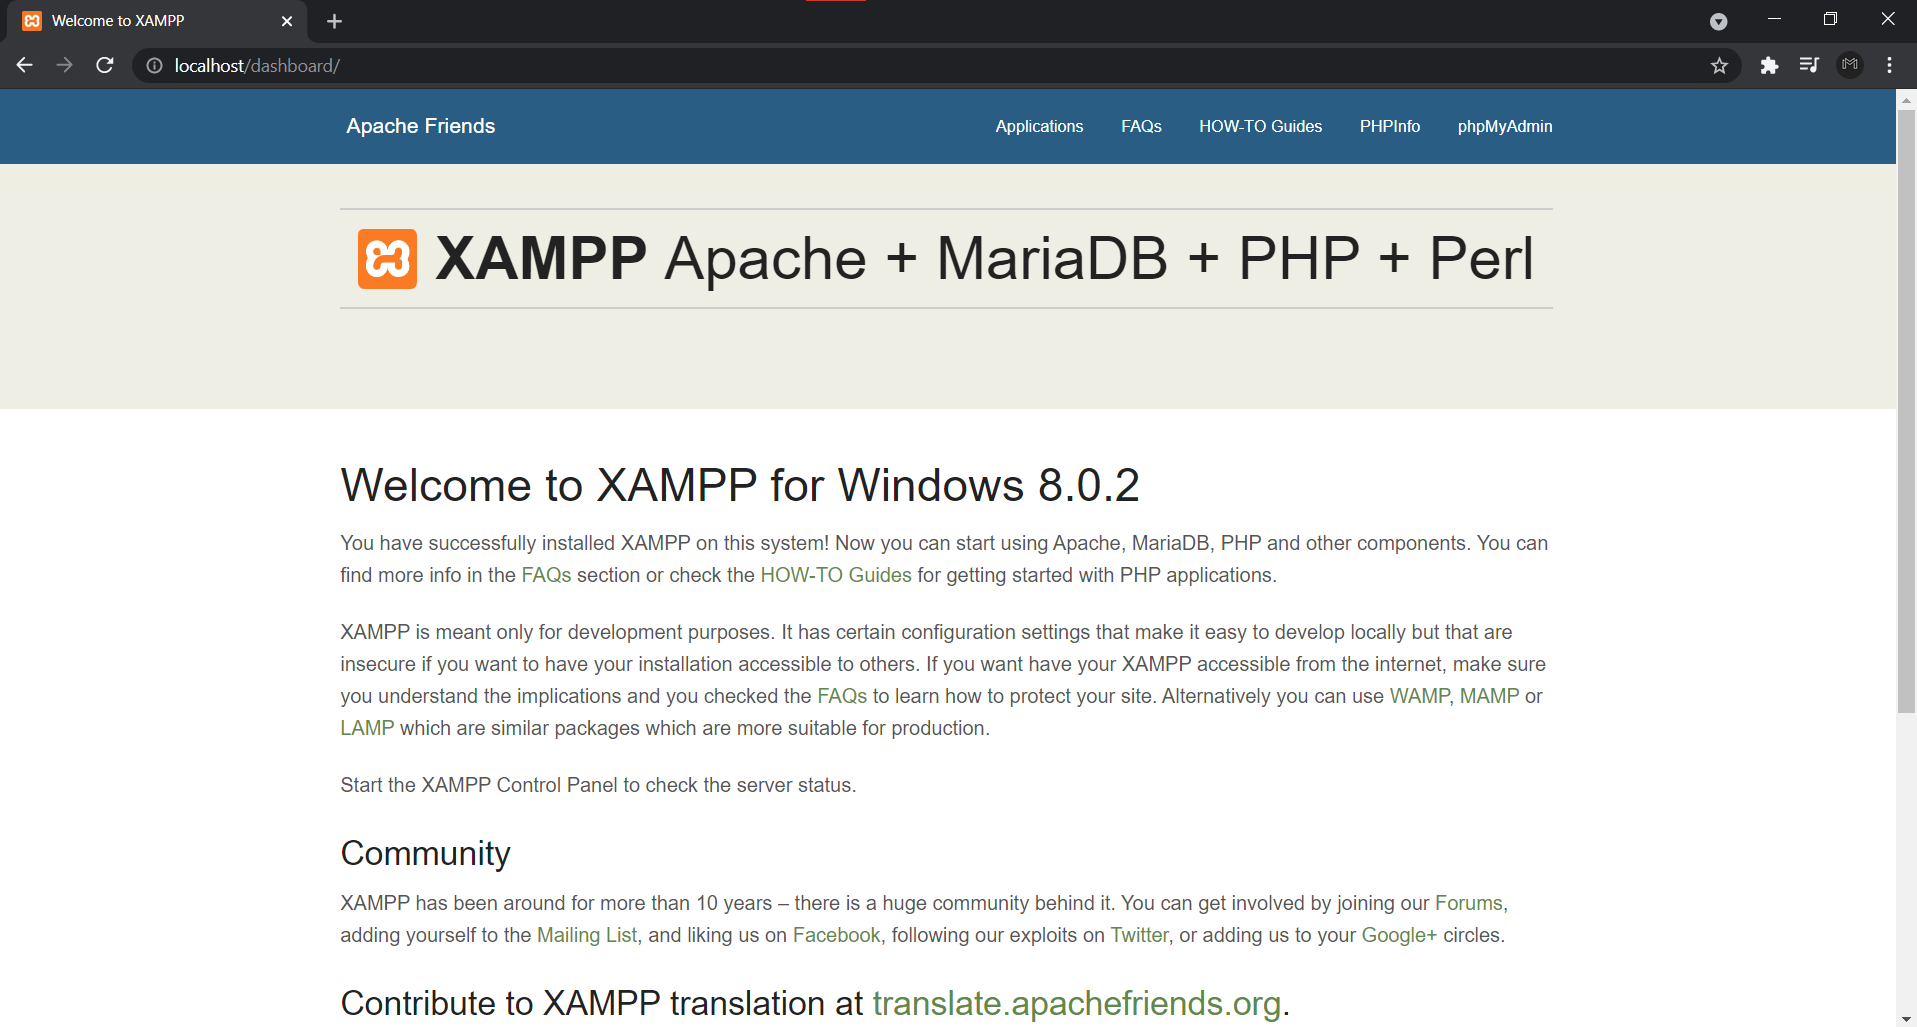 Welcome to XAMPP
localhost/dashboard/
Apache Friends
Applications FAQs HOW-TO Guides PHPInfo phpMyAdmin
XAMPP Apache + MariaDB + PHP + Perl
Welcome to XAMPP for Windows 8.0.2
You have successfully installed XAMPP on this system! Now you can start using Apache, MariaDB, PHP and other components. You can
find more info in the FAQs section or check the HOW-TO Guides for getting started with PHP applications.
XAMPP is meant only for development purposes. It has certain configuration settings that make it easy to develop locally but that are
insecure if you want to have your installation accessible to others. If you want have your XAMPP accessible from the internet, make sure
you understand the implications and you checked the FAQs to learn how to protect your site. Alternatively you can use WAMP, MAMP or
LAMP which are similar packages which are more suitable for production.
Start the XAMPP Control Panel to check the server status.
Community
XAMPP has been around for more than 10 years – there is a huge community behind it. You can get involved by joining our Forums,
adding yourself to the Mailing List, and liking us on Facebook, following our exploits on Twitter, or adding us to your Google+ circles.
Contribute to XAMPP translation at translate.apachefriends.org.